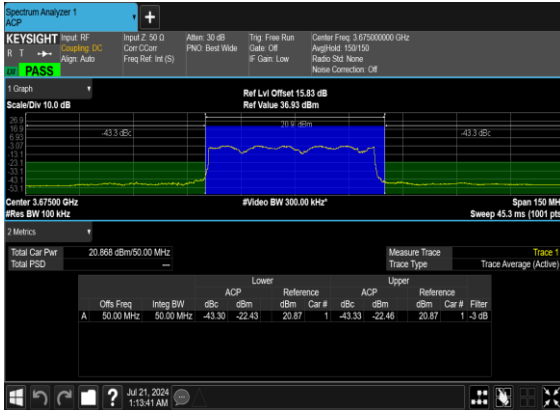 Spectrum Analyzer 1
ACP
+
KEYSIGHT Input: RF Input Z: 50 Ω Atten: 30 dB Trig: Free Run Center Freq: 3.675000000 GHz
R T Coupling: DC Corr CCorr PNO: Best Wide Gate: Off Avg|Hold: 150/150
Align: Auto Freq Ref: Int (S) IF Gain: Low Radio Std: None
PASS Noise Correction: Off
1 Graph Ref Lvl Offset 15.83 dB
Scale/Div 10.0 dB Ref Value 36.93 dBm
26.9
16.9 20.9 dBm
6.93 -43.3 dBc -43.3 dBc
-3.07
-13.1
-23.1
-33.1
-43.1
-53.1
Center 3.67500 GHz #Video BW 300.00 kHz* Span 150 MH
#Res BW 100 kHz Sweep 45.3 ms (1001 pts
2 Metrics
Total Car Pwr 20.868 dBm/50.00 MHz Measure Trace Trace 1
Total PSD --- Trace Type Trace Average (Active)
Lower Upper
ACP Reference ACP Reference
Offs Freq Integ BW dBc dBm dBm Car # dBc dBm dBm Car # Filter
A 50.00 MHz 50.00 MHz -43.30 -22.43 20.87 1 -43.33 -22.46 20.87 1 -3 dB
? Jul 21, 2024
1:13:41 AM